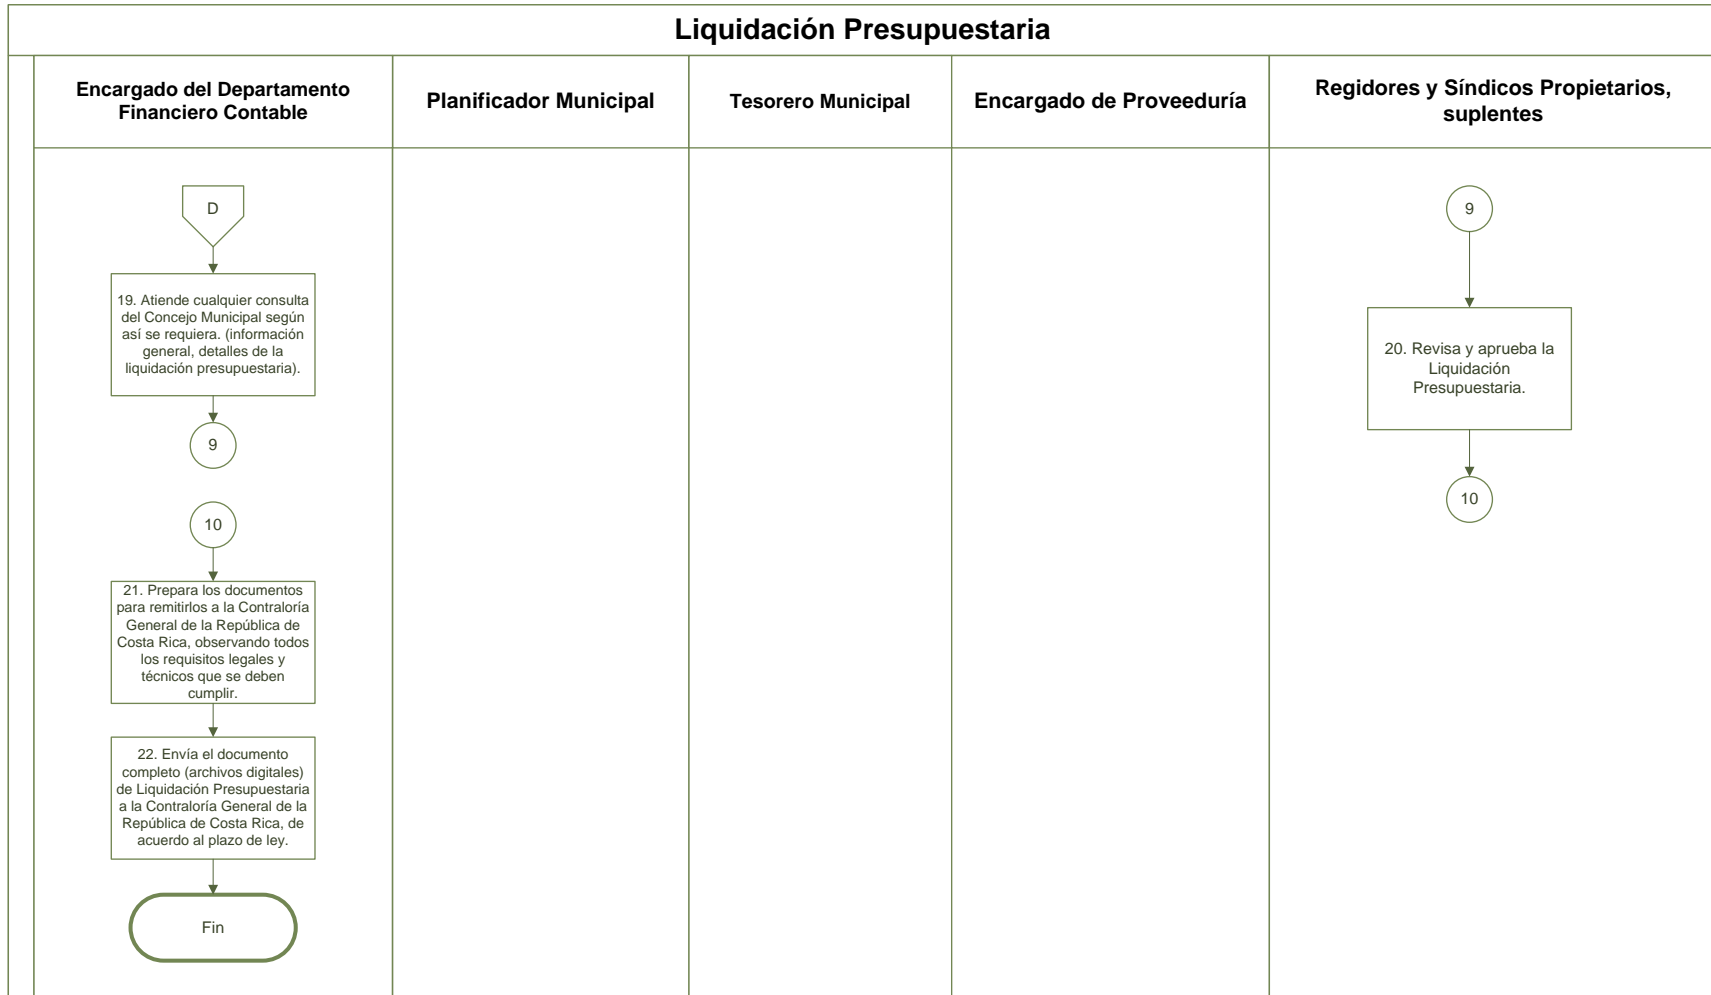 Liquidación Presupuestaria
Encargado del Departamento
Financiero Contable
Planificador Municipal
Tesorero Municipal
Encargado de Proveeduría
Regidores y Síndicos Propietarios,
suplentes
D
19. Atiende cualquier consulta
del Concejo Municipal según
así se requiera. (información
general, detalles de la
liquidación presupuestaria).
9
10
21. Prepara los documentos
para remitirlos a la Contraloría
General de la República de
Costa Rica, observando todos
los requisitos legales y
técnicos que se deben
cumplir.
22. Envía el documento
completo (archivos digitales)
de Liquidación Presupuestaria
a la Contraloría General de la
República de Costa Rica, de
acuerdo al plazo de ley.
Fin
9
20. Revisa y aprueba la
Liquidación
Presupuestaria.
10